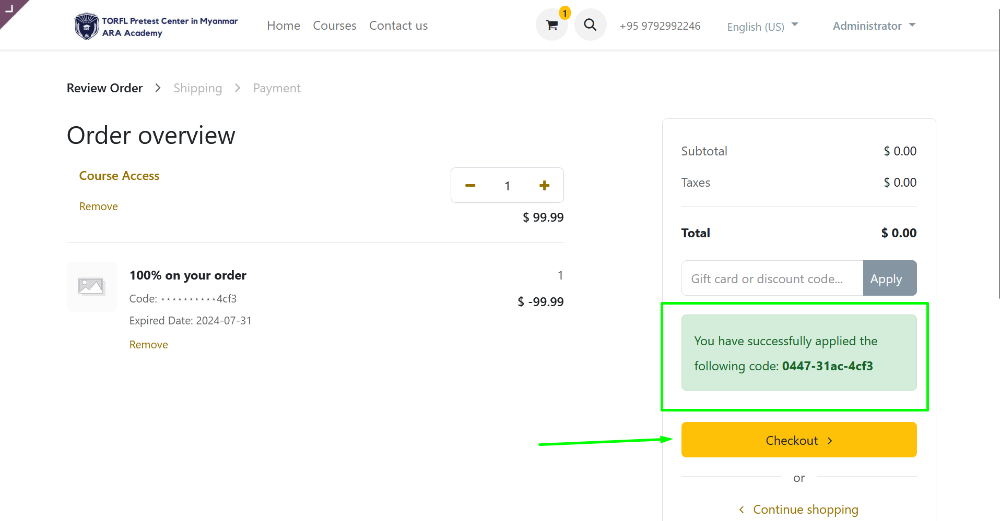 TORFL Pretest Center in Myanmar
ARA Academy
Home
Courses
Contact us
1
+95 9792992246
English (US)
Administrator
Review Order
Shipping
Payment
Order overview
Course Access
Remove
1
$ 99.99
100% on your order
1
Code: ··········4cf3
$ -99.99
Expired Date: 2024-07-31
Remove
Subtotal
$ 0.00
Taxes
$ 0.00
Total
$ 0.00
Gift card or discount code...
Apply
You have successfully applied the
following code: 0447-31ac-4cf3
Checkout
or
Continue shopping